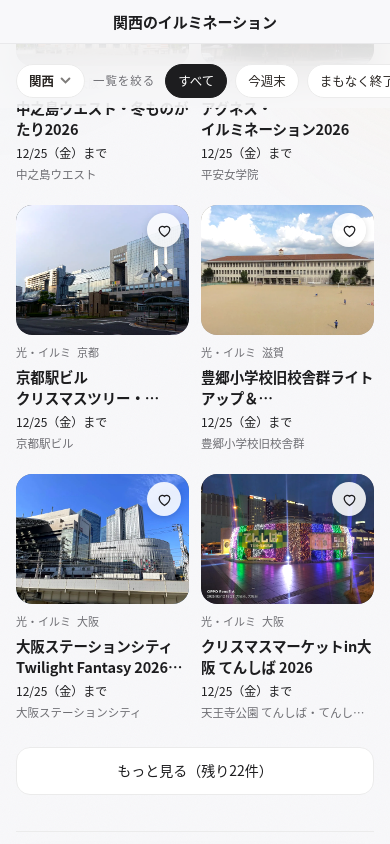 関西のイルミネーション
関西
一覧を絞る
すべて
今週末
まもなく終了
中之島ウエスト・冬ものが
たり2026
12/25（金）まで
中之島ウエスト
アグネス・
イルミネーション2026
12/25（金）まで
平安女学院
光・イルミ 京都
京都駅ビル
クリスマスツリー・…
12/25（金）まで
京都駅ビル
光・イルミ 滋賀
豊郷小学校旧校舎群ライト
アップ＆…
12/25（金）まで
豊郷小学校旧校舎群
光・イルミ 大阪
大阪ステーションシティ
Twilight Fantasy 2026…
12/25（金）まで
大阪ステーションシティ
てんしば
光・イルミ 大阪
クリスマスマーケットin大
阪 てんしば 2026
12/25（金）まで
天王寺公園 てんしば・てんし…
もっと見る（残り22件）